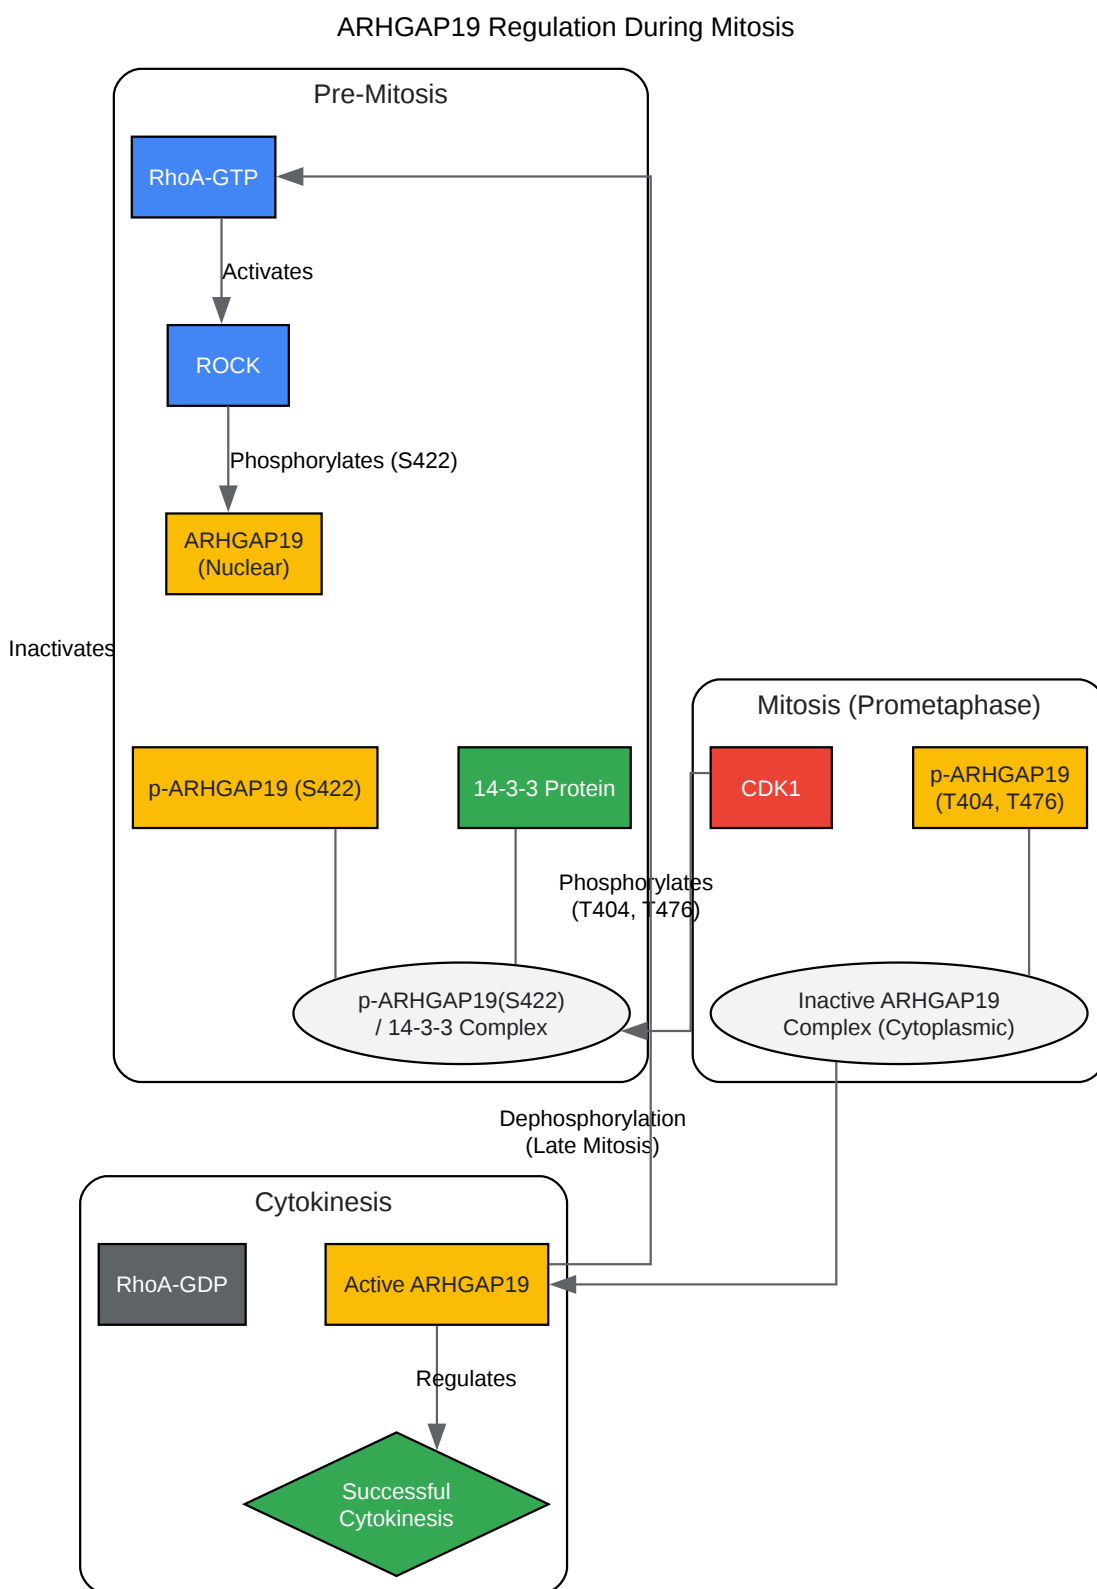 ARHGAP19 Regulation During Mitosis
Pre-Mitosis
RhoA-GTP
Activates
ROCK
Phosphorylates (S422)
ARHGAP19
(Nuclear)
Inactivates
Mitosis (Prometaphase)
p-ARHGAP19 (S422)
14-3-3 Protein
CDK1
p-ARHGAP19
(T404, T476)
Phosphorylates
(T404, T476)
p-ARHGAP19(S422)
/ 14-3-3 Complex
Inactive ARHGAP19
Complex (Cytoplasmic)
Dephosphorylation
(Late Mitosis)
Cytokinesis
RhoA-GDP
Active ARHGAP19
Regulates
Successful
Cytokinesis